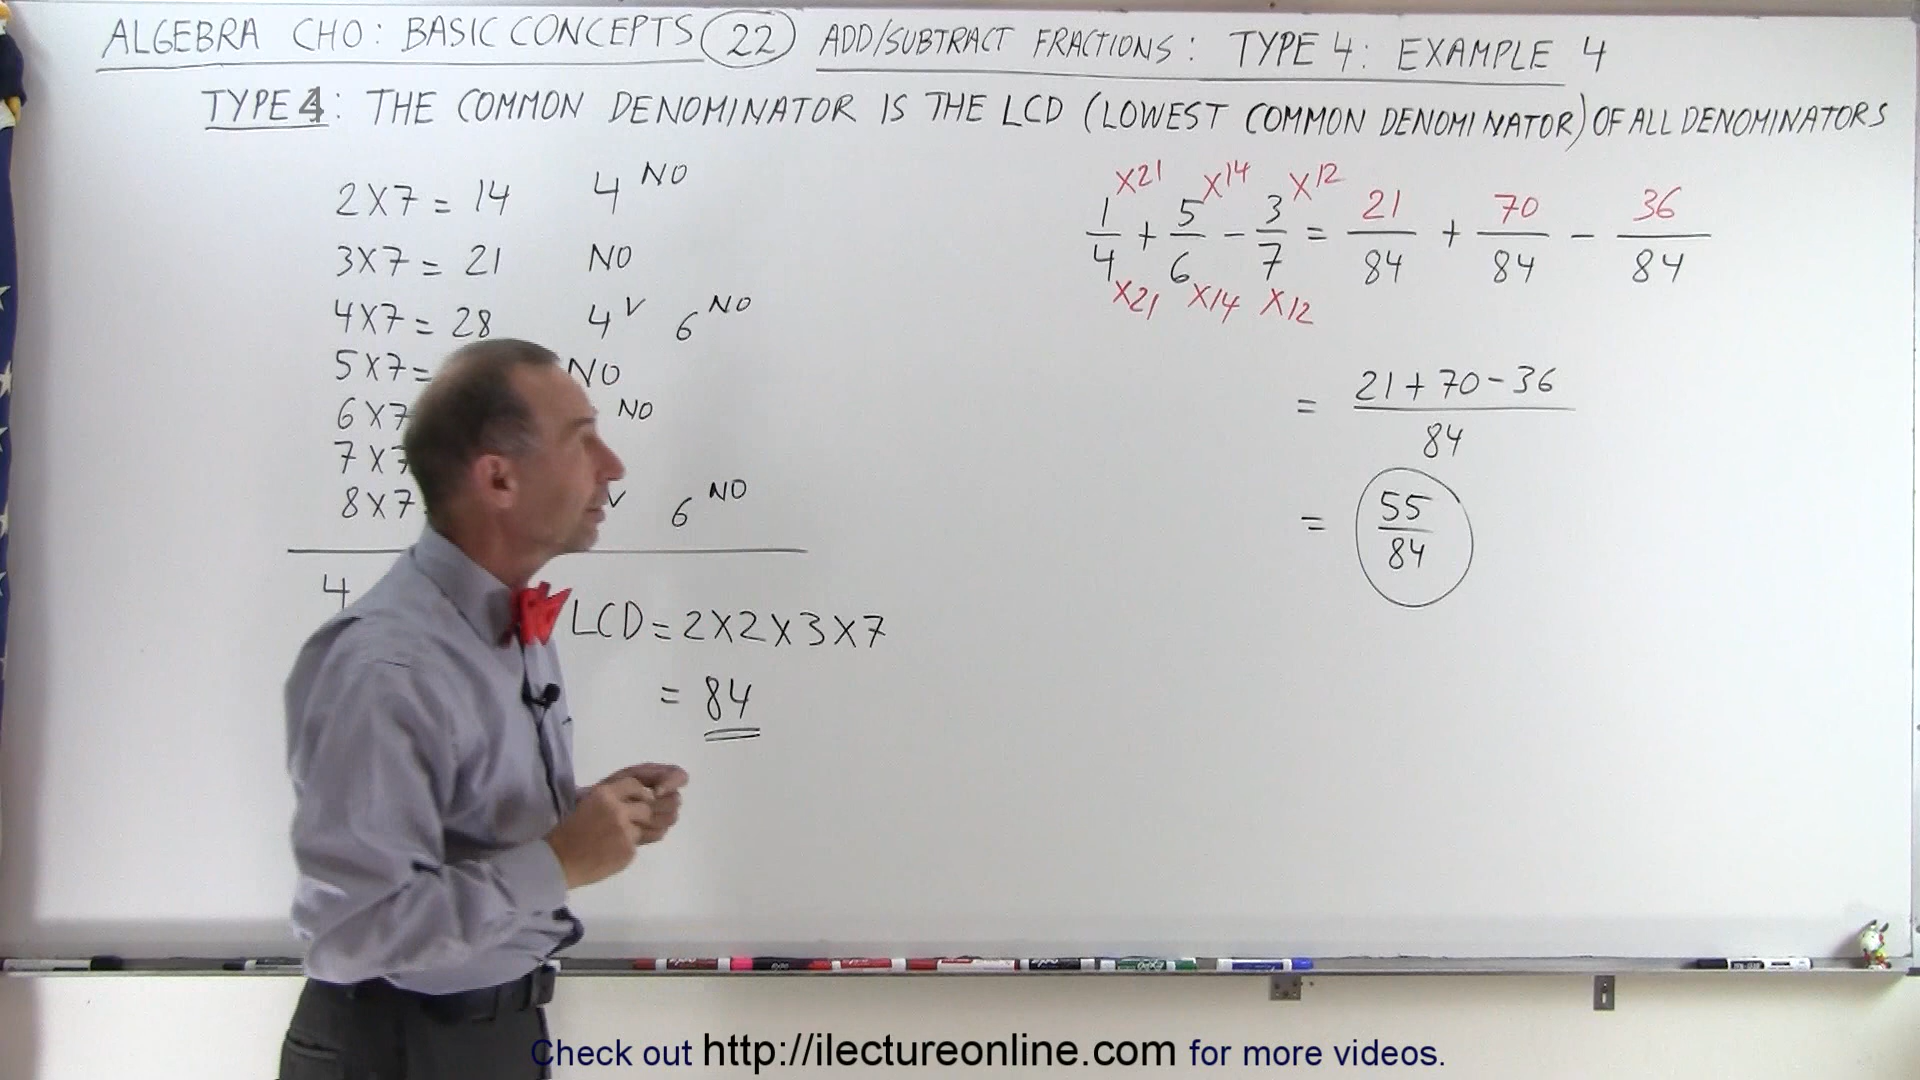 ALGEBRA CHO: BASIC CONCEPTS 22 ADD/SUBTRACT FRACTIONS: TYPE 4: EXAMPLE 4
TYPE 4: THE COMMON DENOMINATOR IS THE LCD (LOWEST COMMON DENOMINATOR) OF ALL DENOMINATORS
2X7 = 14 4 NO
3X7 = 21 NO
4X7 = 28 4 V 6 NO
5X7= NO
6X7 NO
7X7
8X7 V 6 NO
4
LCD = 2X2X3X7
= 84
X21 X14 X12
1/4 + 5/6 - 3/7 = 21/84 + 70/84 - 36/84
X21 X14 X12
= 21+70-36
84
= 55/84
Check out http://ilectureonline.com for more videos.